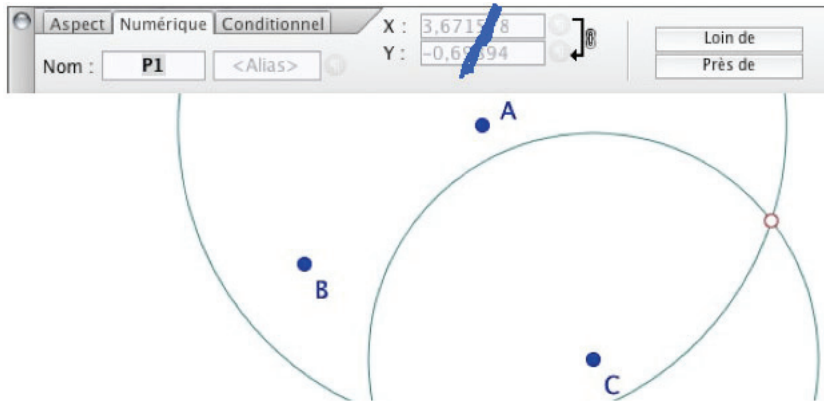 Aspect Numérique Conditionnel X : Loin de
Nom : P1 <Alias> Y : Près de
A
B
C